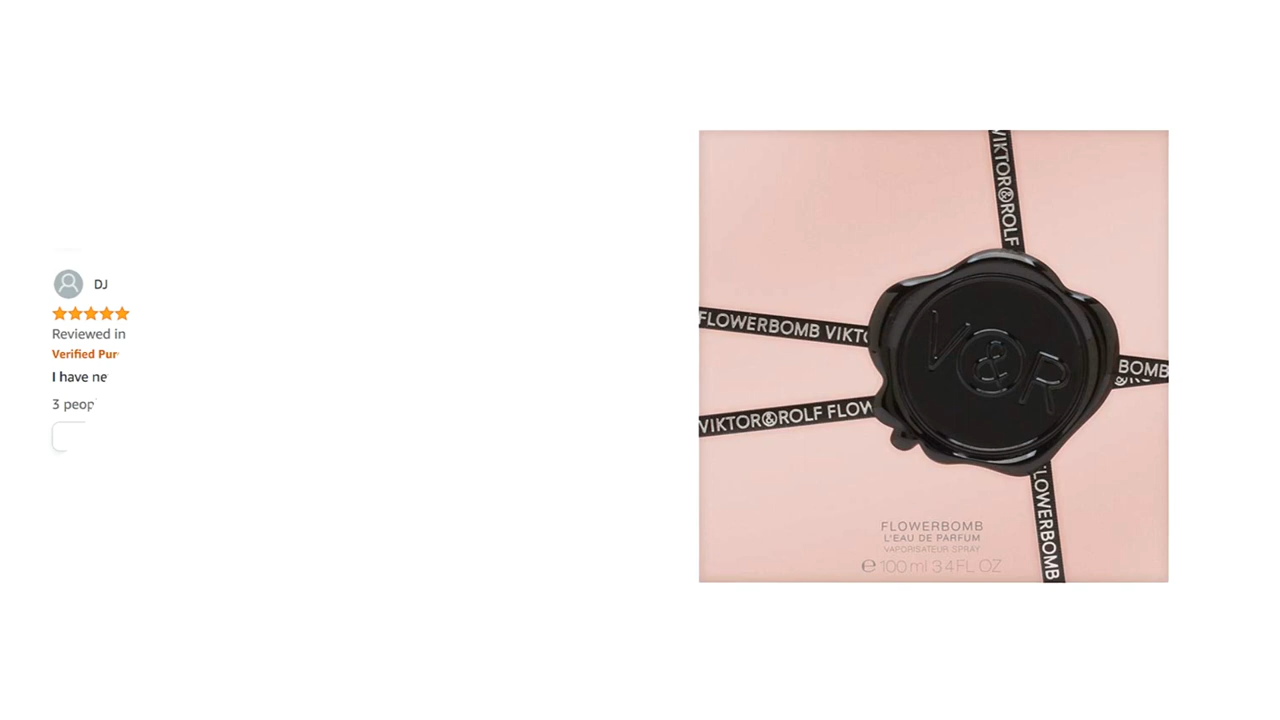 DJ
Reviewed in
Verified Pur
I have ne
3 peop
VIKTOR&ROLF
FLOWERBOMB VIKTO
BOMB
VIKTOR&ROLF FLOW
V&R
FLOWERBOMB
FLOWERBOMB
L'EAU DE PARFUM
VAPORISATEUR SPRAY
e 100 ml 3.4 FL OZ